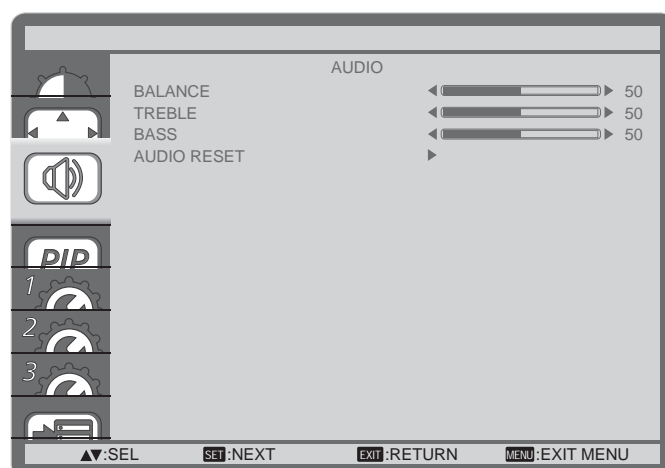 AUDIO
BALANCE 50
TREBLE 50
BASS 50
AUDIO RESET
PIP
1
2
3
▲▼:SEL SET:NEXT EXIT:RETURN MENU:EXIT MENU